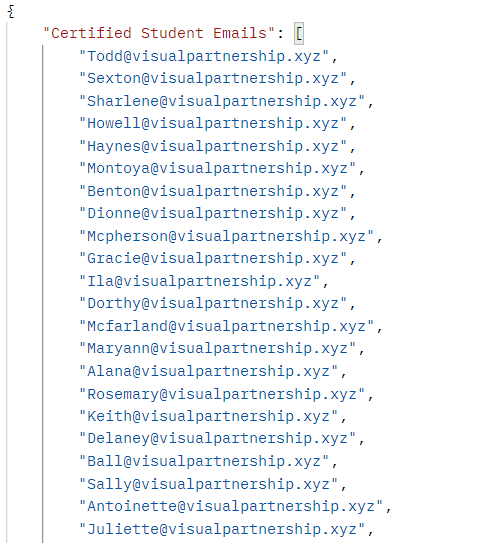 {
"Certified Student Emails": [
"Todd@visualpartnership.xyz",
"Sexton@visualpartnership.xyz",
"Sharlene@visualpartnership.xyz",
"Howell@visualpartnership.xyz",
"Haynes@visualpartnership.xyz",
"Montoya@visualpartnership.xyz",
"Benton@visualpartnership.xyz",
"Dionne@visualpartnership.xyz",
"Mcpherson@visualpartnership.xyz",
"Gracie@visualpartnership.xyz",
"Ila@visualpartnership.xyz",
"Dorthy@visualpartnership.xyz",
"Mcfarland@visualpartnership.xyz",
"Maryann@visualpartnership.xyz",
"Alana@visualpartnership.xyz",
"Rosemary@visualpartnership.xyz",
"Keith@visualpartnership.xyz",
"Delaney@visualpartnership.xyz",
"Ball@visualpartnership.xyz",
"Sally@visualpartnership.xyz",
"Antoinette@visualpartnership.xyz",
"Juliette@visualpartnership.xyz",